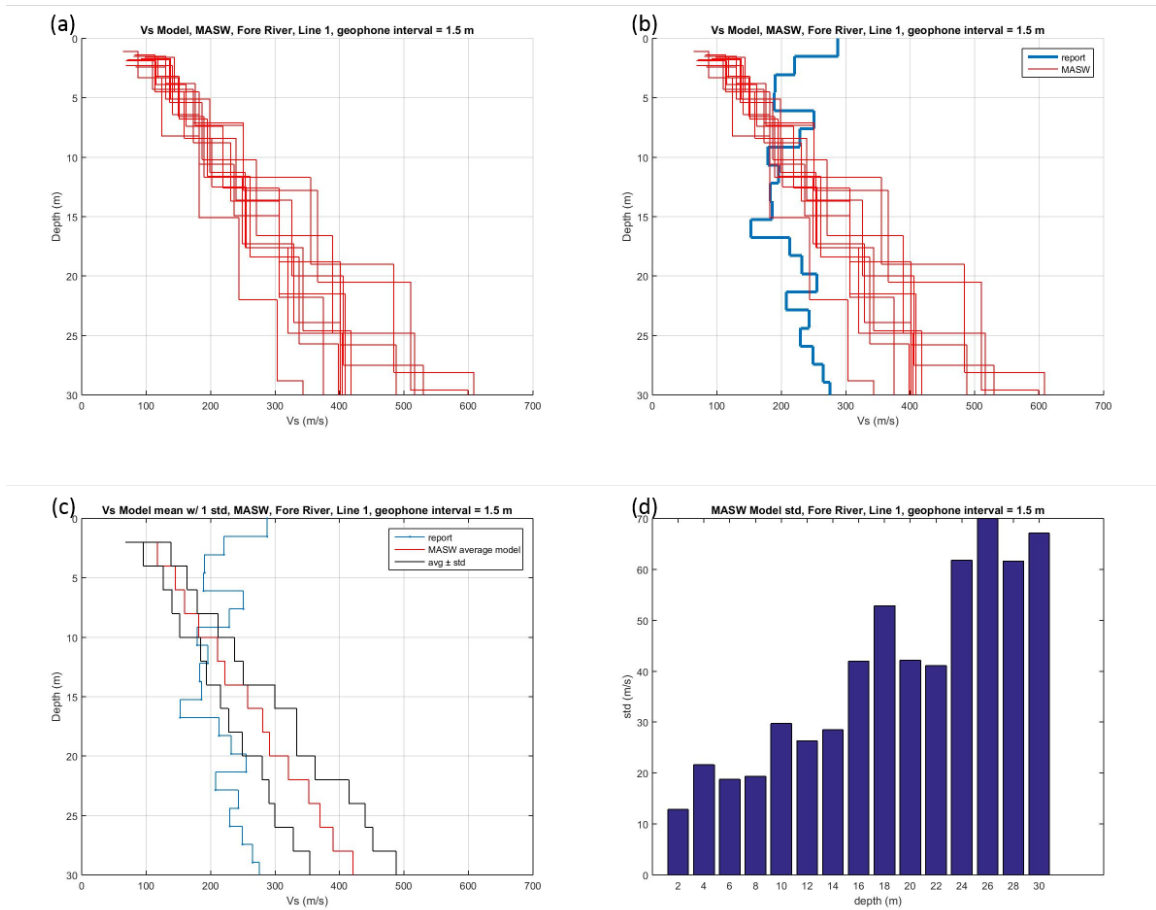 (a)
Vs Model, MASW, Fore River, Line 1, geophone interval = 1.5 m
0
5
10
15
20
25
30
Depth (m)
0 100 200 300 400 500 600 700
Vs (m/s)
(b)
Vs Model, MASW, Fore River, Line 1, geophone interval = 1.5 m
report
MASW
0
5
10
15
20
25
30
Depth (m)
0 100 200 300 400 500 600 700
Vs (m/s)
(c)
Vs Model mean w/ 1 std, MASW, Fore River, Line 1, geophone interval = 1.5 m
report
MASW average model
avg ± std
0
5
10
15
20
25
30
Depth (m)
0 100 200 300 400 500 600 700
Vs (m/s)
(d)
MASW Model std, Fore River, Line 1, geophone interval = 1.5 m
70
60
50
40
30
20
10
0
std (m/s)
2 4 6 8 10 12 14 16 18 20 22 24 26 28 30
depth (m)